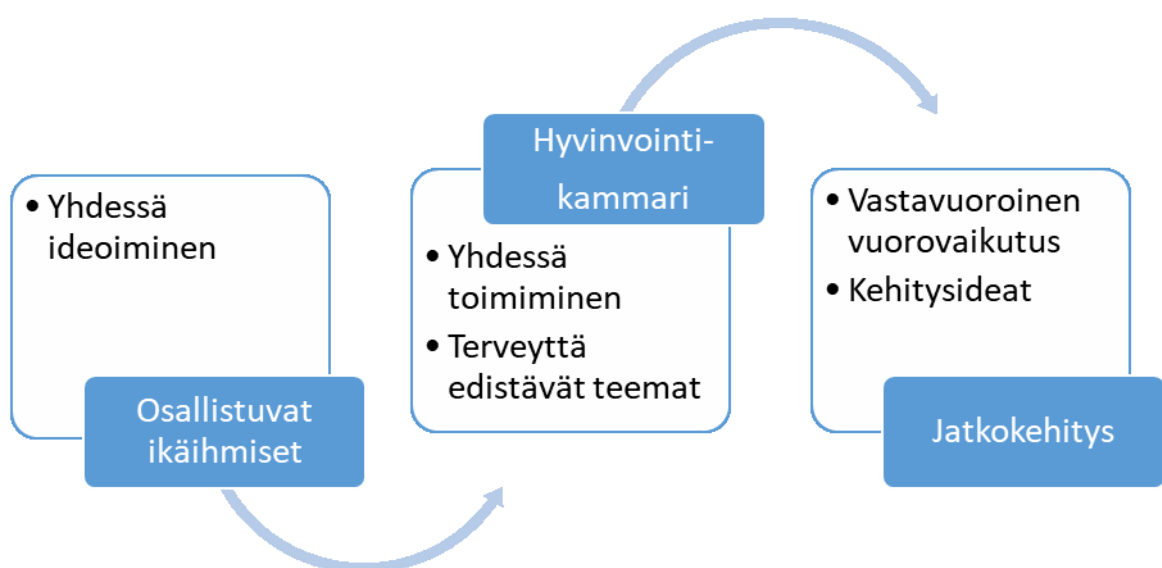 • Yhdessä
ideoiminen
Osallistuvat
ikäihmiset
Hyvinvointi-
kammari
• Yhdessä
toimiminen
• Terveyttä
edistävät teemat
• Vastavuoroinen
vuorovaikutus
• Kehitysideat
Jatkokehitys